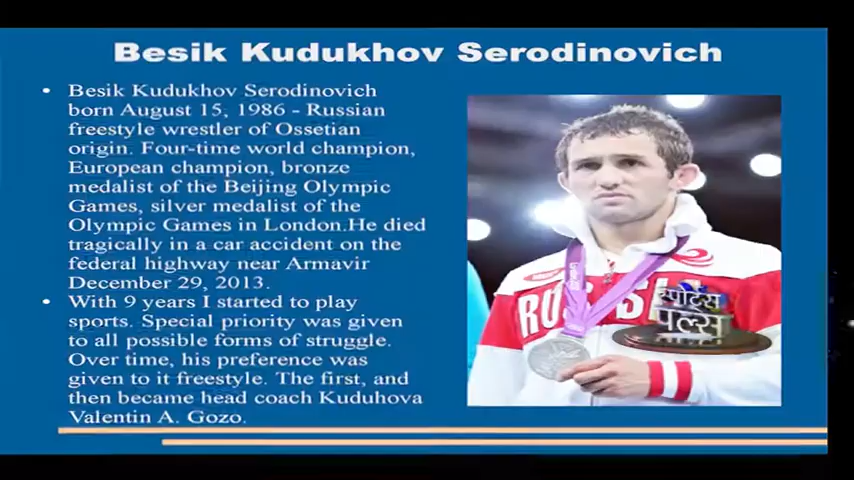 Besik Kudukhov Serodinovich
• Besik Kudukhov Serodinovich
born August 15, 1986 - Russian
freestyle wrestler of Ossetian
origin. Four-time world champion,
European champion, bronze
medalist of the Beijing Olympic
Games, silver medalist of the
Olympic Games in London.He died
tragically in a car accident on the
federal highway near Armavir
December 29, 2013.
• With 9 years I started to play
sports. Special priority was given
to all possible forms of struggle.
Over time, his preference was
given to it freestyle. The first, and
then became head coach Kuduhova
Valentin A. Gozo.
RUSSI
स्पोर्ट्स
पल्स